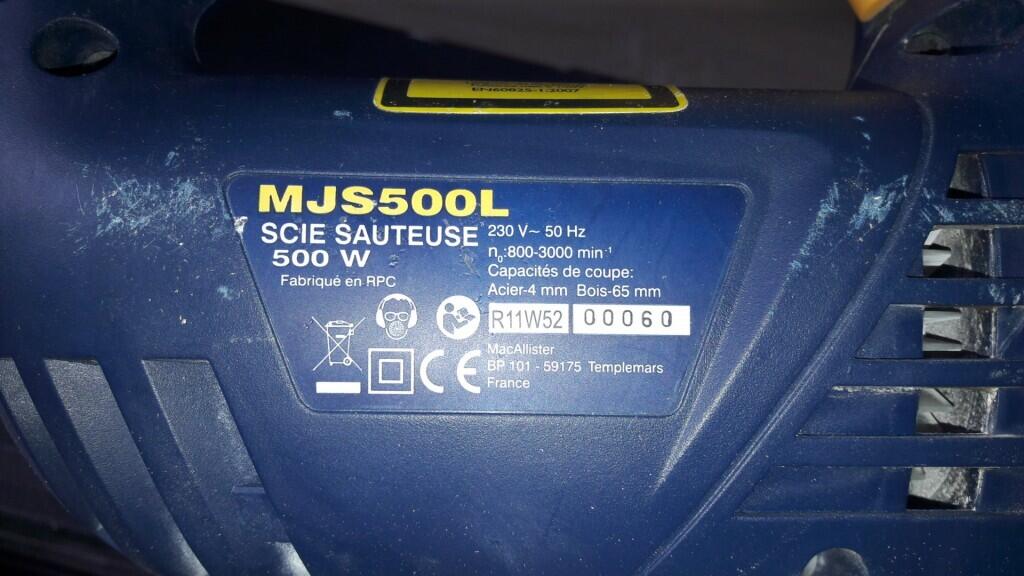 EN60825-1:2007
MJS500L
SCIE SAUTEUSE
500 W
Fabriqué en RPC
230 V~ 50 Hz
n₀:800-3000 min⁻¹
Capacités de coupe:
Acier-4 mm Bois-65 mm
R11W52 00060
MacAllister
BP 101 - 59175 Templemars
France
CE